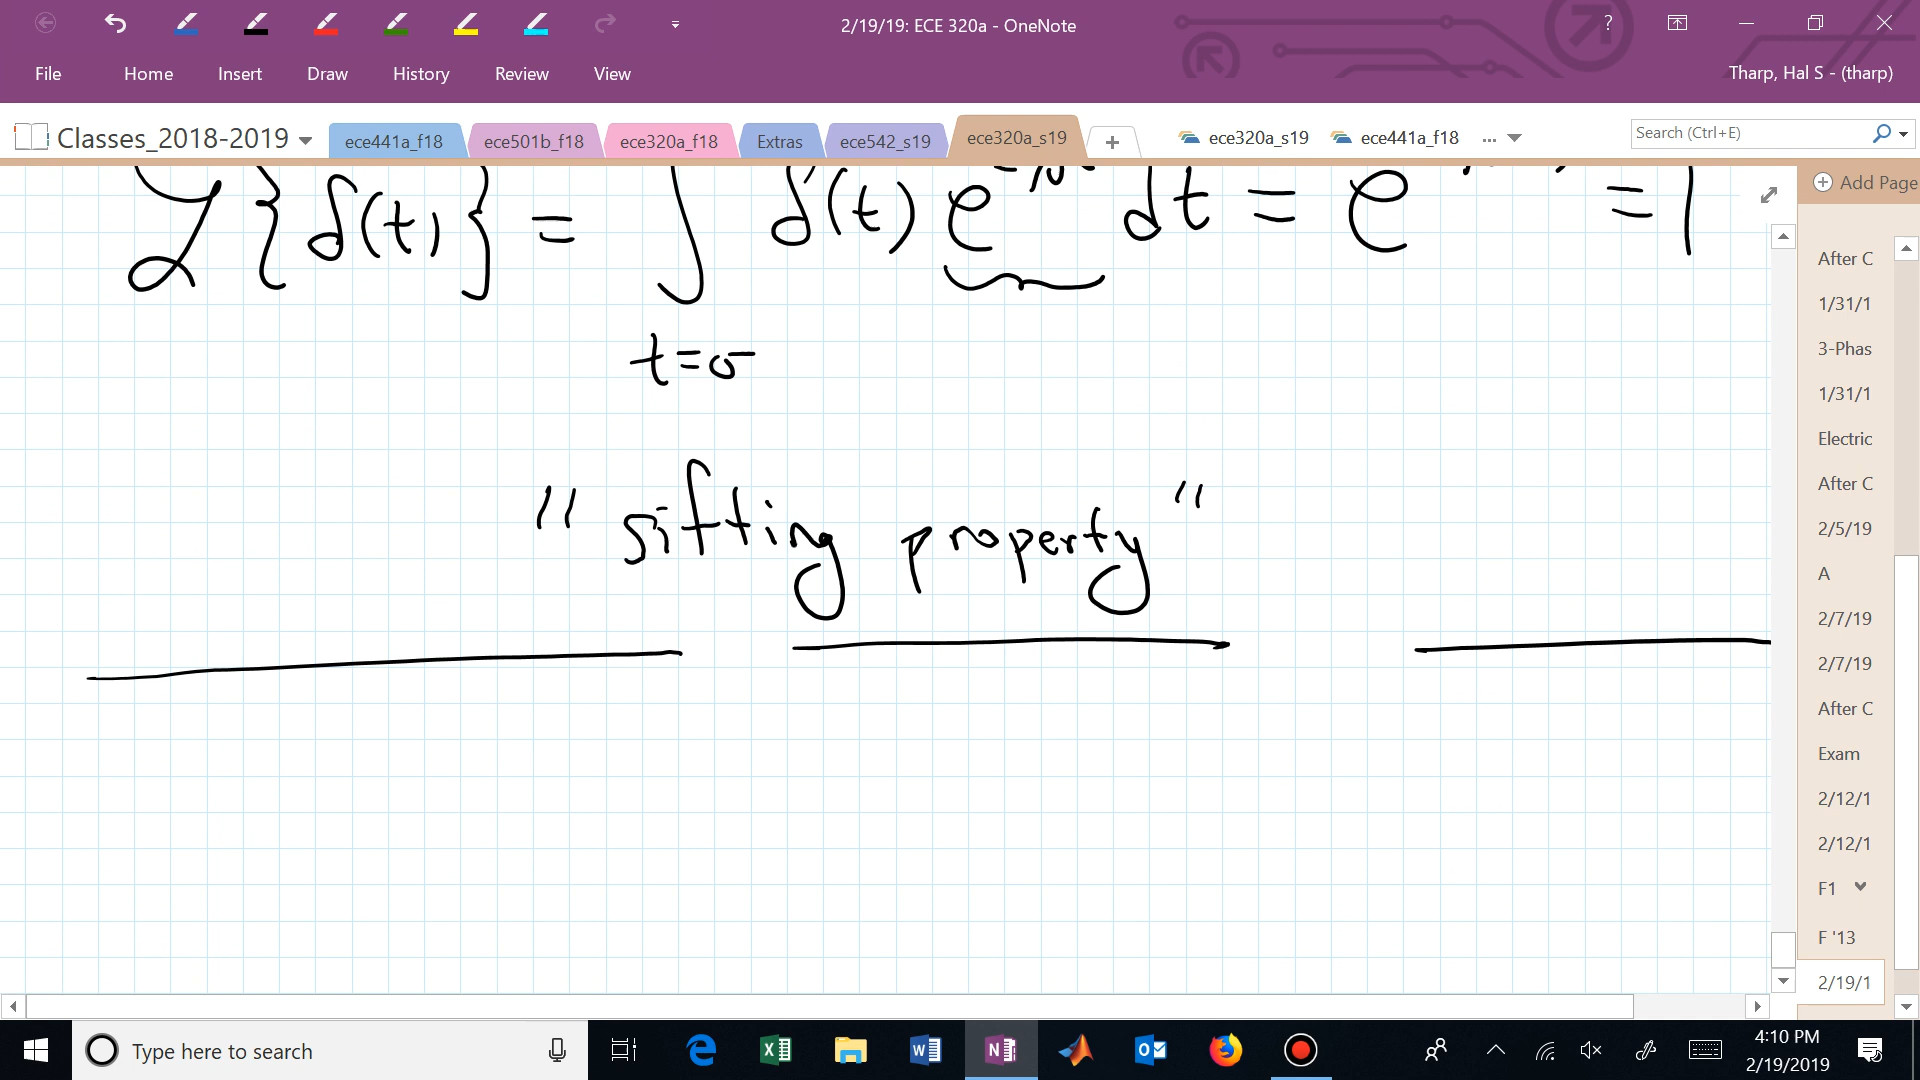 2/19/19: ECE 320a - OneNote
?
File Home Insert Draw History Review View
Tharp, Hal S - (tharp)
Classes_2018-2019
ece441a_f18 ece501b_f18 ece320a_f18 Extras ece542_s19 ece320a_s19 +
ece320a_s19 ece441a_f18 ...
Search (Ctrl+E)
Add Page
ℒ{δ(t)} = ∫ δ(t) e dt = e = 1
t=0⁻
"sifting property"
After C
1/31/1
3-Phas
1/31/1
Electric
After C
2/5/19
A
2/7/19
2/7/19
After C
Exam
2/12/1
2/12/1
F1
F '13
2/19/1
Type here to search
4:10 PM
2/19/2019